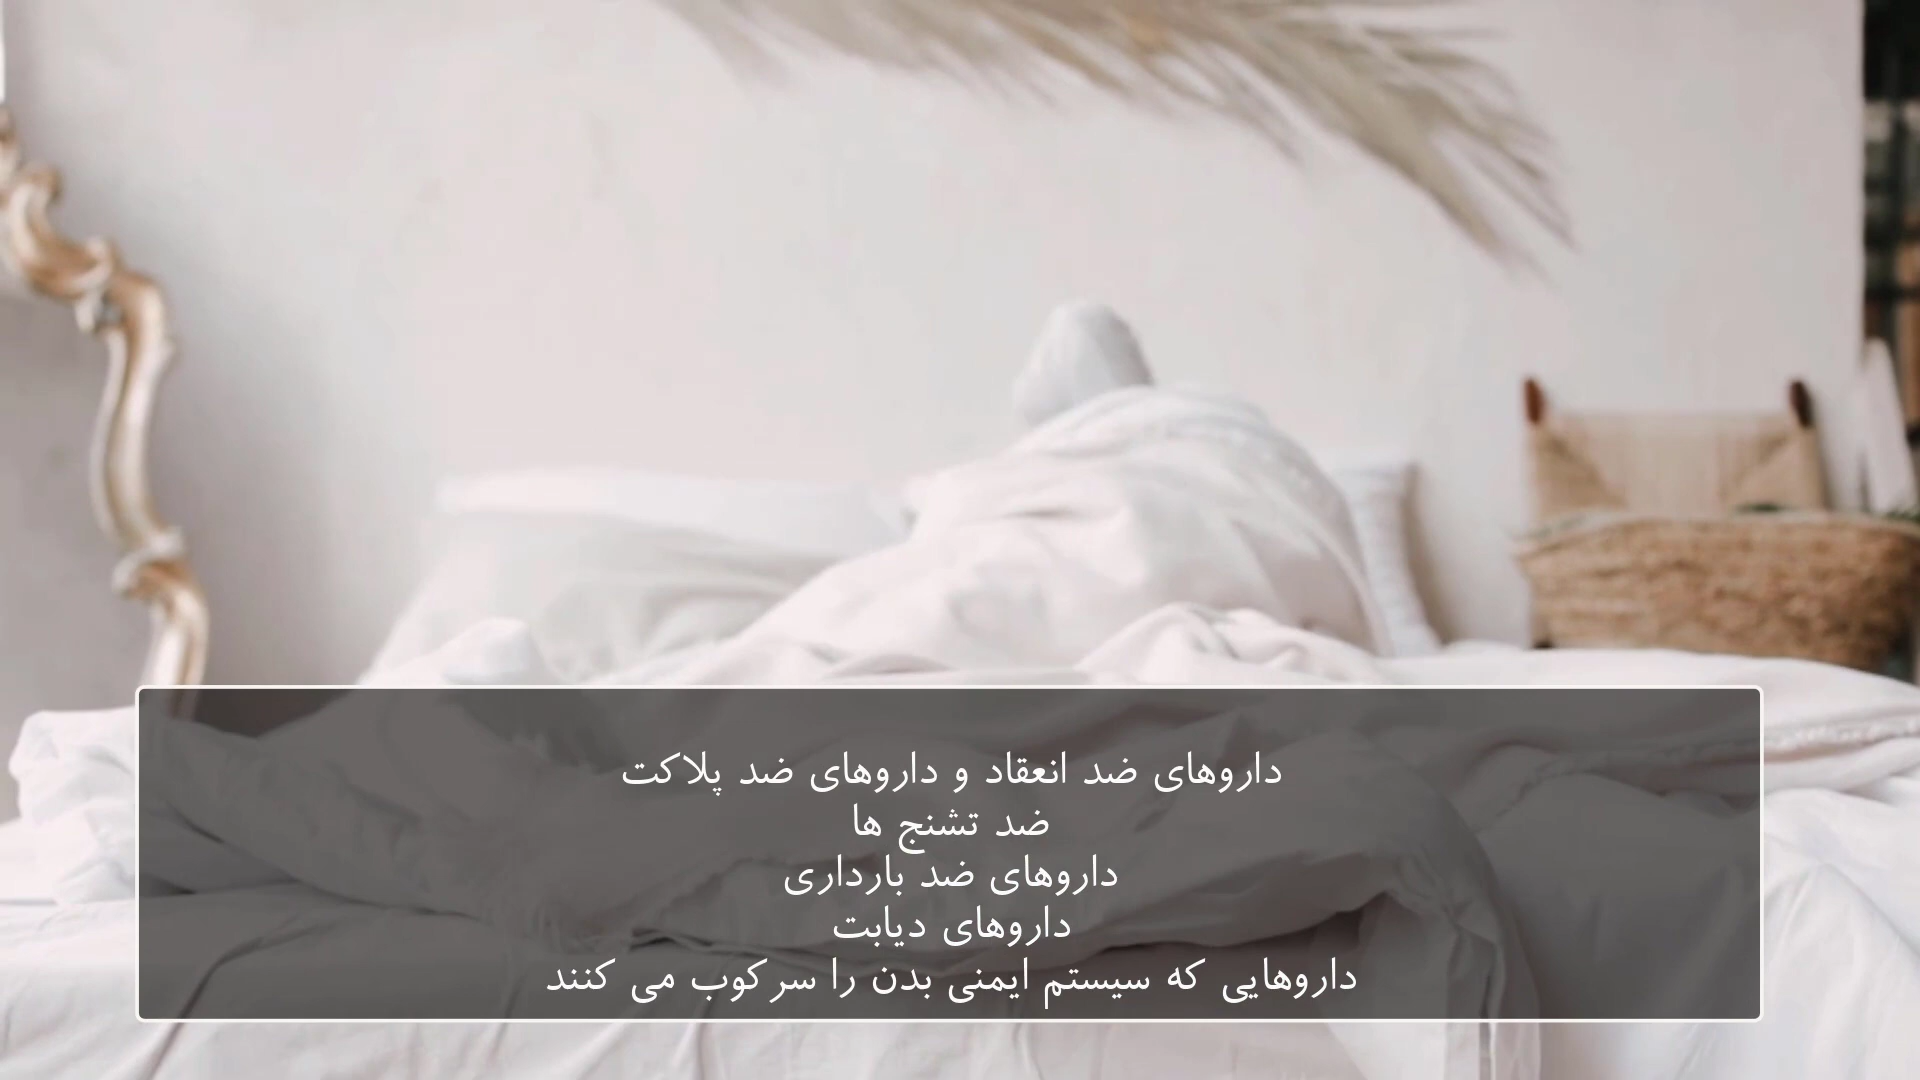 داروهای ضد انعقاد و داروهای ضد پلاکت
ضد تشنج ها
داروهای ضد بارداری
داروهای دیابت
داروهایی که سیستم ایمنی بدن را سرکوب می کنند